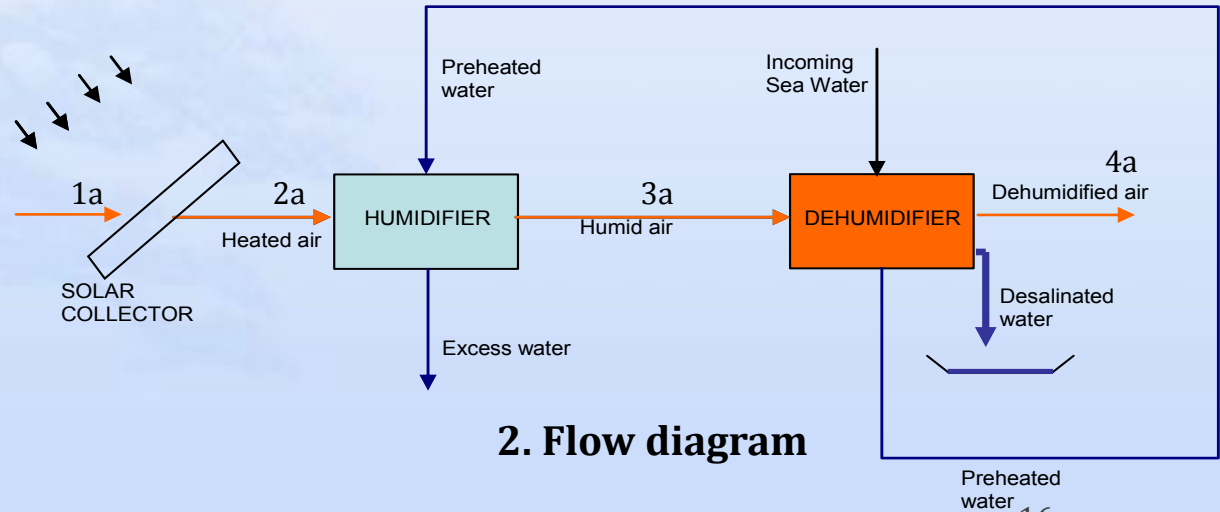 Preheated
water
Incoming
Sea Water
1a
2a
3a
4a
Dehumidified air
HUMIDIFIER
DEHUMIDIFIER
Heated air
Humid air
SOLAR
COLLECTOR
Desalinated
water
Excess water
2. Flow diagram
Preheated
water
16